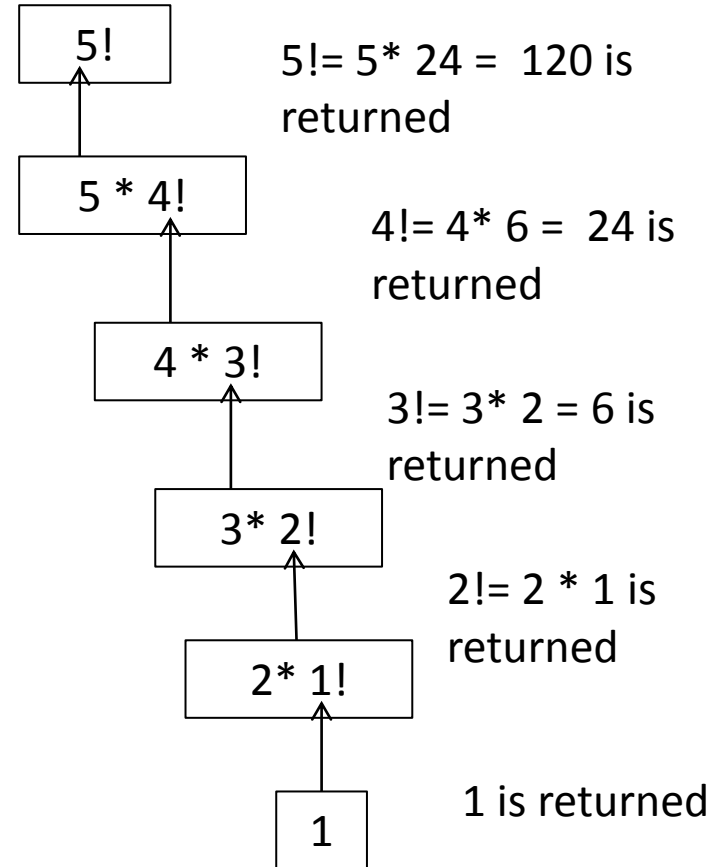 5!
5!= 5* 24 = 120 is
returned
5 * 4!
4!= 4* 6 = 24 is
returned
4 * 3!
3!= 3* 2 = 6 is
returned
3* 2!
2!= 2 * 1 is
returned
2* 1!
1 is returned
1